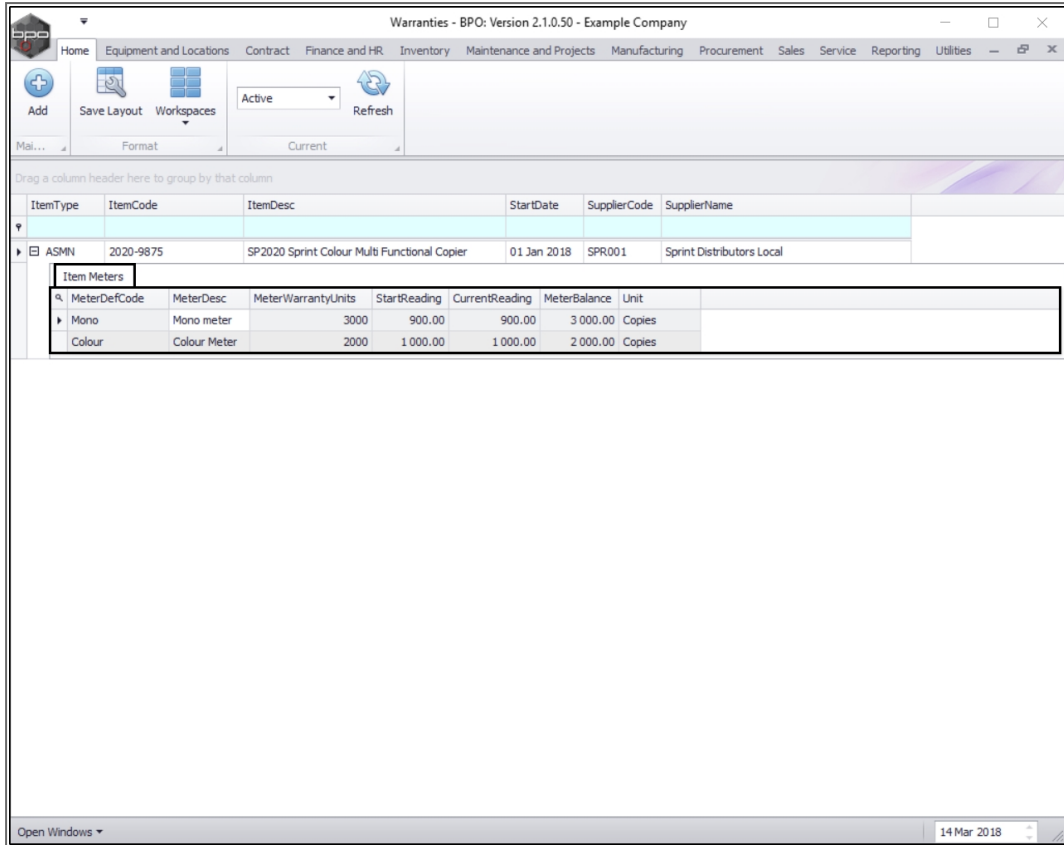 Warranties - BPO: Version 2.1.0.50 - Example Company
bpo
Home Equipment and Locations Contract Finance and HR Inventory Maintenance and Projects Manufacturing Procurement Sales Service Reporting Utilities
Add Save Layout Workspaces Active Refresh
Mai... Format Current
Drag a column header here to group by that column
ItemType ItemCode ItemDesc StartDate SupplierCode SupplierName
ASMN 2020-9875 SP2020 Sprint Colour Multi Functional Copier 01 Jan 2018 SPR001 Sprint Distributors Local
Item Meters
MeterDefCode MeterDesc MeterWarrantyUnits StartReading CurrentReading MeterBalance Unit
Mono Mono meter 3000 900.00 900.00 3 000.00 Copies
Colour Colour Meter 2000 1 000.00 1 000.00 2 000.00 Copies
Open Windows 14 Mar 2018